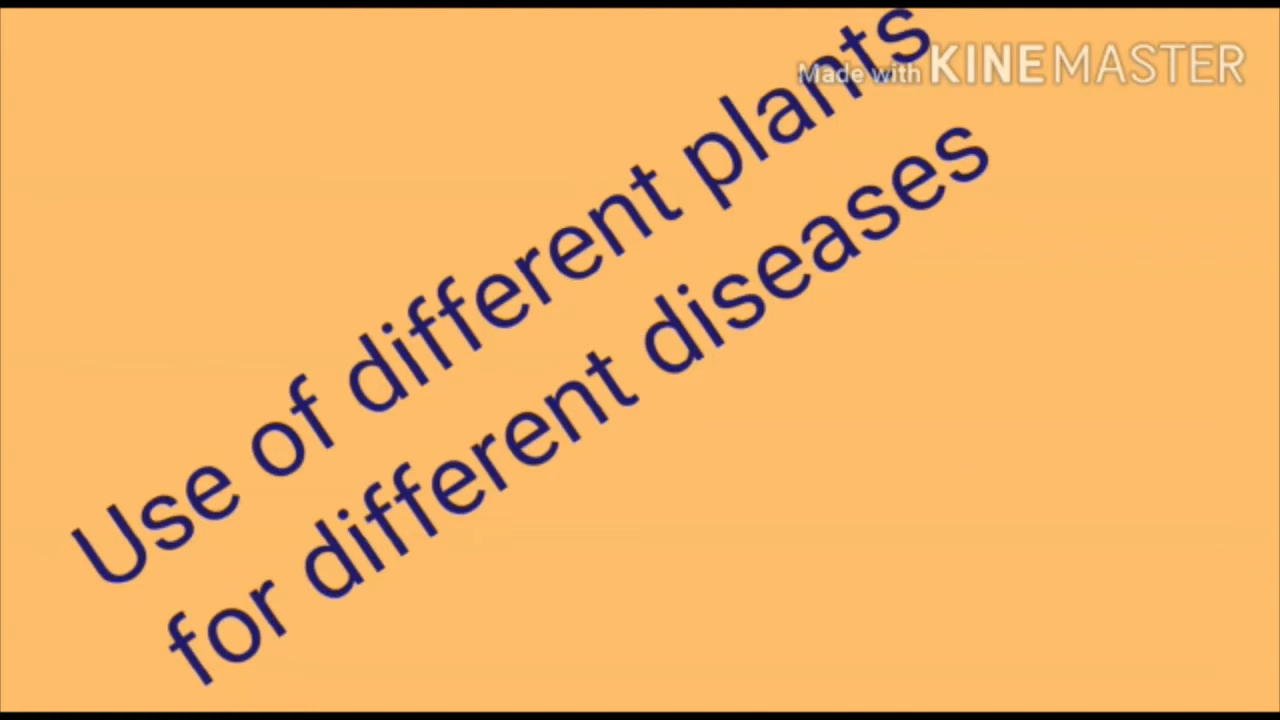 Made with KINEMASTER
Use of different plants
for different diseases